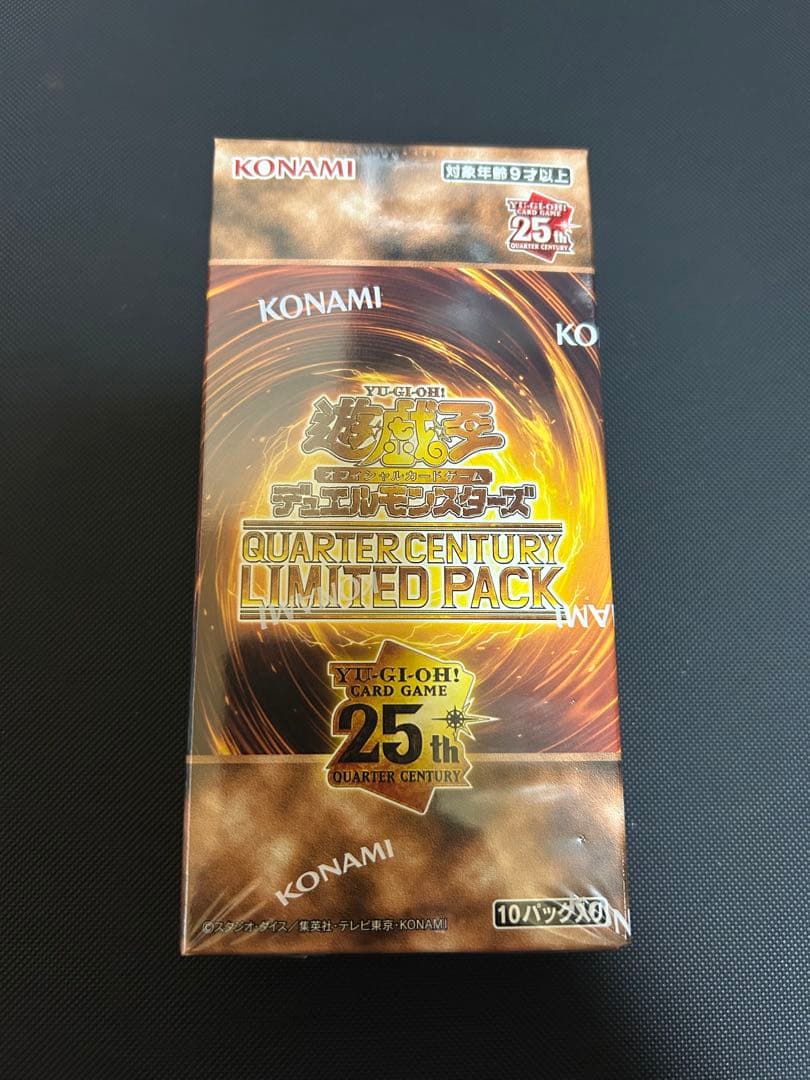 KONAMI
対象年齢9才以上
YU-GI-OH!
CARD GAME
25th
QUARTER CENTURY
KONAMI
KO
YU-GI-OH!
遊戯王
オフィシャルカードゲーム
デュエルモンスターズ
QUARTER CENTURY
LIMITED PACK
KONAMI
NAMI
YU-GI-OH!
CARD GAME
25th
QUARTER CENTURY
KONAMI
10パック入り
N
©スタジオ・ダイス/集英社・テレビ東京・KONAMI